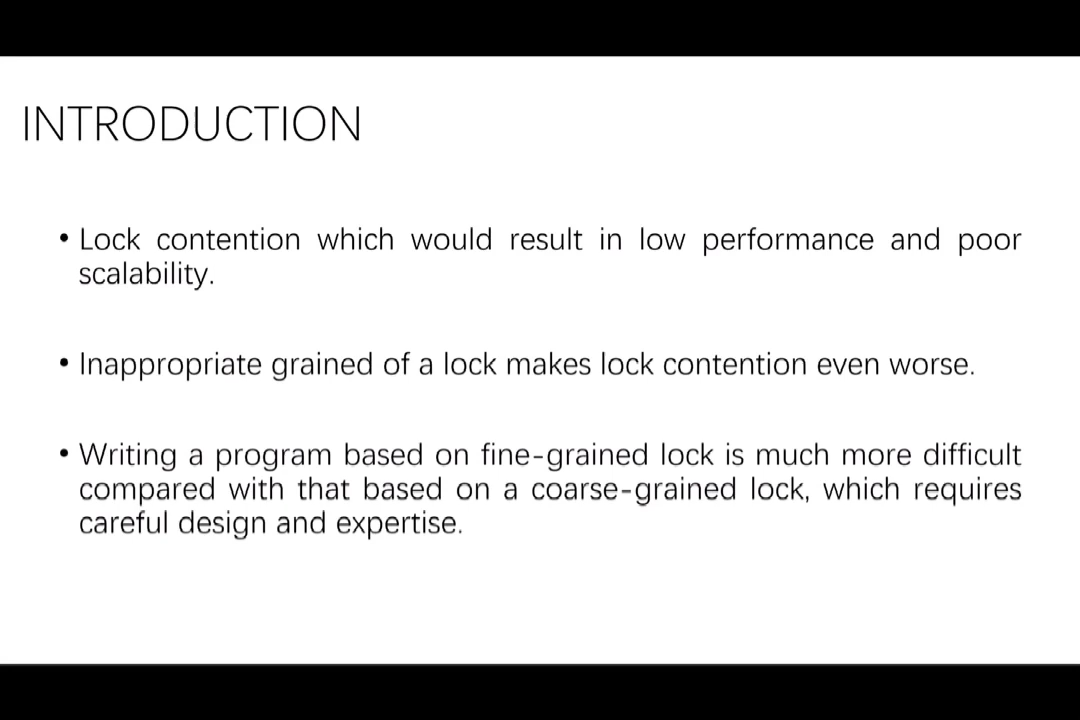 INTRODUCTION
• Lock contention which would result in low performance and poor
scalability.
• Inappropriate grained of a lock makes lock contention even worse.
• Writing a program based on fine-grained lock is much more difficult
compared with that based on a coarse-grained lock, which requires
careful design and expertise.